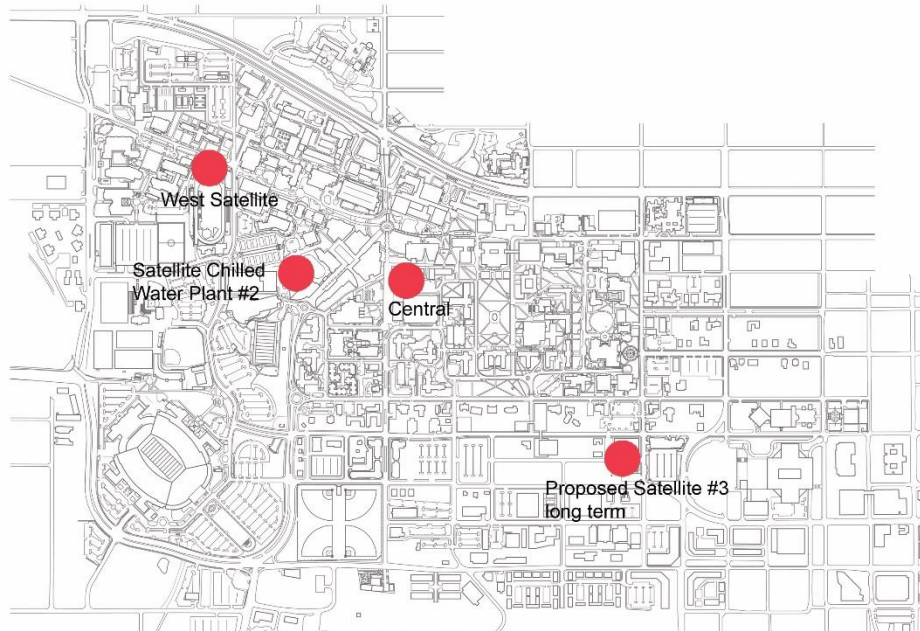 West Satellite
Satellite Chilled
Water Plant #2
Central
Proposed Satellite #3
long term